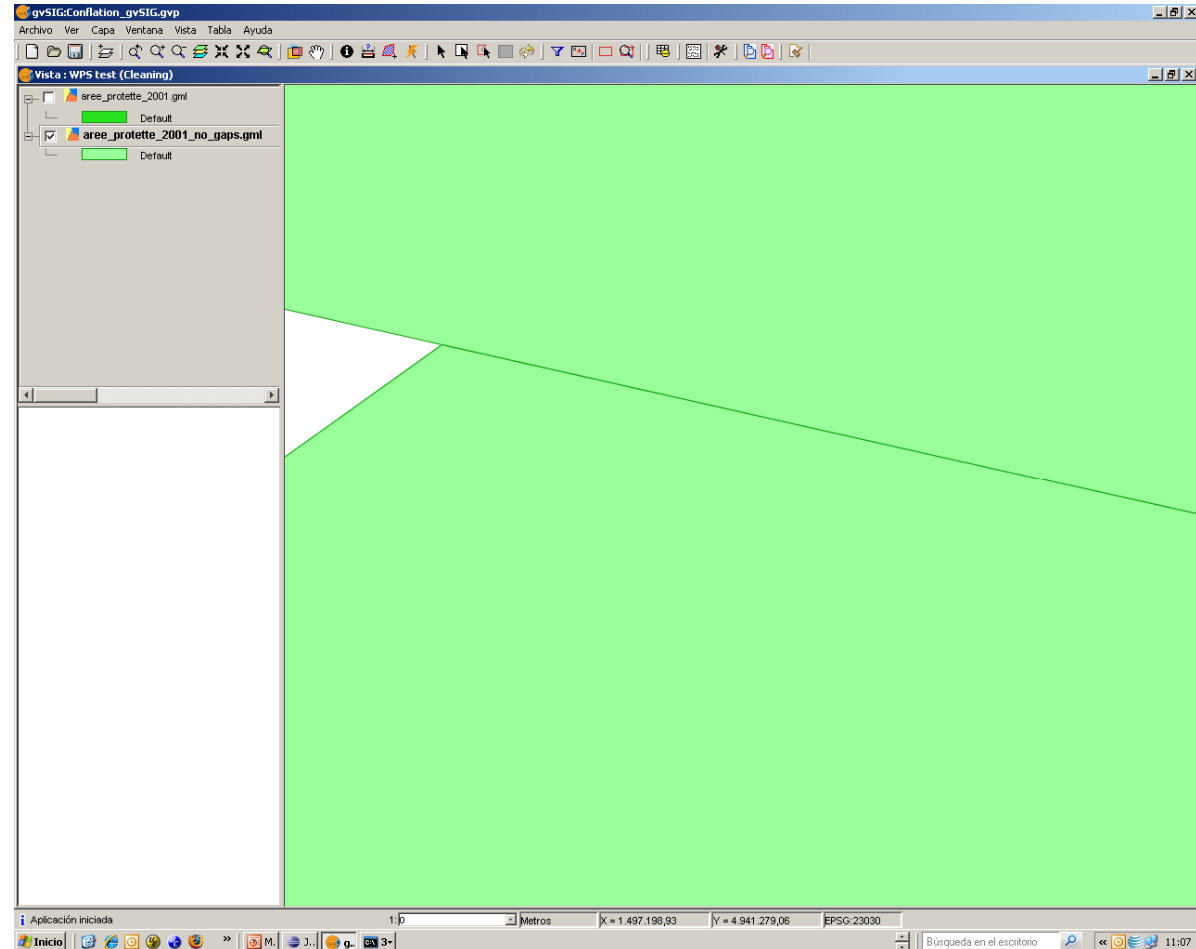 gvSIG:Conflation_gvSIG.gvp
Archivo Ver Capa Ventana Vista Tabla Ayuda
Vista : WPS test (Cleaning)
aree_protette_2001.gml
Default
aree_protette_2001_no_gaps.gml
Default
Aplicación iniciada 1:0 Metros X = 1.497.198,93 Y = 4.941.279,06 EPSG:23030
Inicio » M. J.. g.. 3 Búsqueda en el escritorio « 11:07